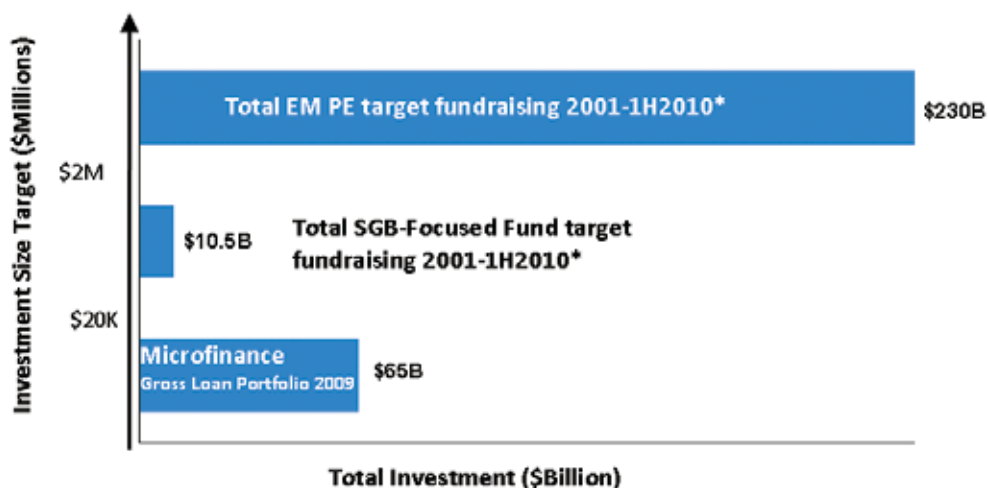 Investment Size Target ($Millions)
Total EM PE target fundraising 2001-1H2010*
$230B
$2M
$10.5B
Total SGB-Focused Fund target
fundraising 2001-1H2010*
$20K
Microfinance
Gross Loan Portfolio 2009
$65B
Total Investment ($Billion)